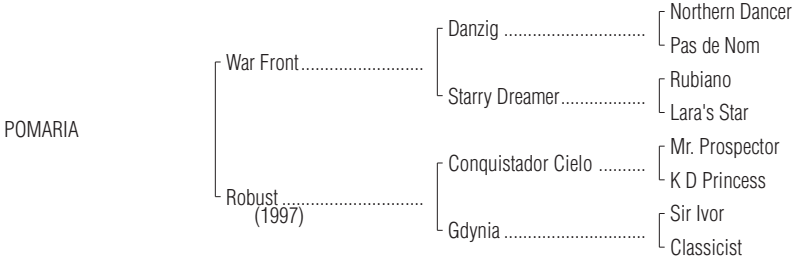 Northern Dancer
Danzig ..............................
Pas de Nom
War Front..........................
Rubiano
Starry Dreamer..................
Lara's Star
POMARIA
Mr. Prospector
Conquistador Cielo ..........
K D Princess
Robust ..............................
(1997)
Sir Ivor
Gdynia ..............................
Classicist